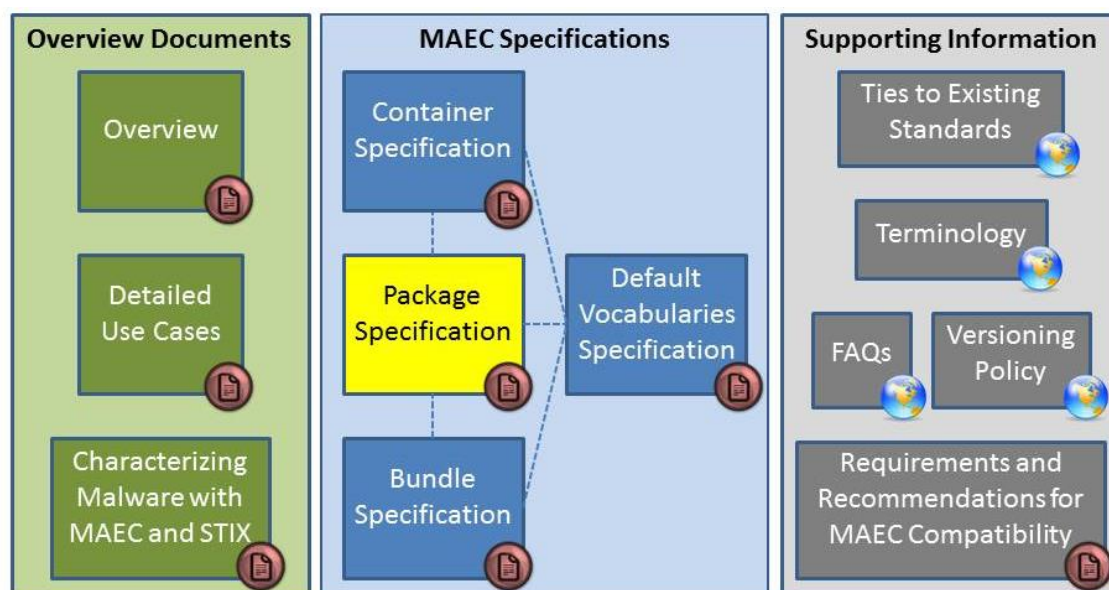 Overview Documents
Overview
Detailed
Use Cases
Characterizing
Malware with
MAEC and STIX
MAEC Specifications
Container
Specification
Package
Specification
Bundle
Specification
Default
Vocabularies
Specification
Supporting Information
Ties to Existing
Standards
Terminology
FAQs
Versioning
Policy
Requirements and
Recommendations for
MAEC Compatibility